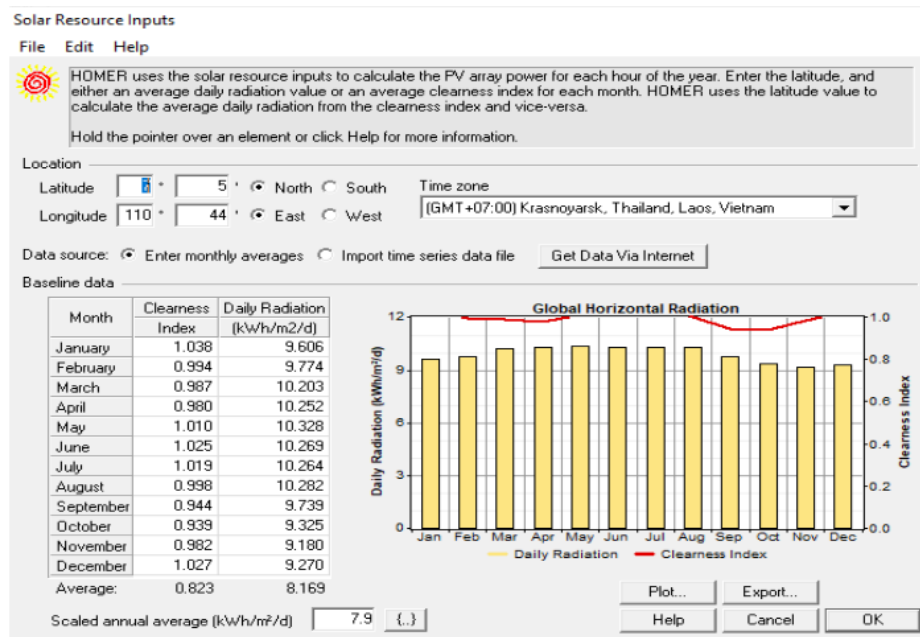 Solar Resource Inputs
File Edit Help
HOMER uses the solar resource inputs to calculate the PV array power for each hour of the year. Enter the latitude, and
either an average daily radiation value or an average clearness index for each month. HOMER uses the latitude value to
calculate the average daily radiation from the clearness index and vice-versa.
Hold the pointer over an element or click Help for more information.
Location
Latitude ° 5 ' North South
Longitude 110 ° 44 ' East West
Time zone
(GMT+07:00) Krasnoyarsk, Thailand, Laos, Vietnam
Data source: Enter monthly averages Import time series data file Get Data Via Internet
Baseline data
Month Clearness Index Daily Radiation (kWh/m2/d)
January 1.038 9.606
February 0.994 9.774
March 0.987 10.203
April 0.980 10.252
May 1.010 10.328
June 1.025 10.269
July 1.019 10.264
August 0.998 10.282
September 0.944 9.739
October 0.939 9.325
November 0.982 9.180
December 1.027 9.270
Average: 0.823 8.169
Scaled annual average (kWh/m²/d) 7.9 {..}
Global Horizontal Radiation
Daily Radiation (kWh/m²/d)
12
9
6
3
0
Jan Feb Mar Apr May Jun Jul Aug Sep Oct Nov Dec
1.0
0.8
0.6
0.4
0.2
0.0
Clearness Index
Daily Radiation Clearness Index
Plot... Export...
Help Cancel OK